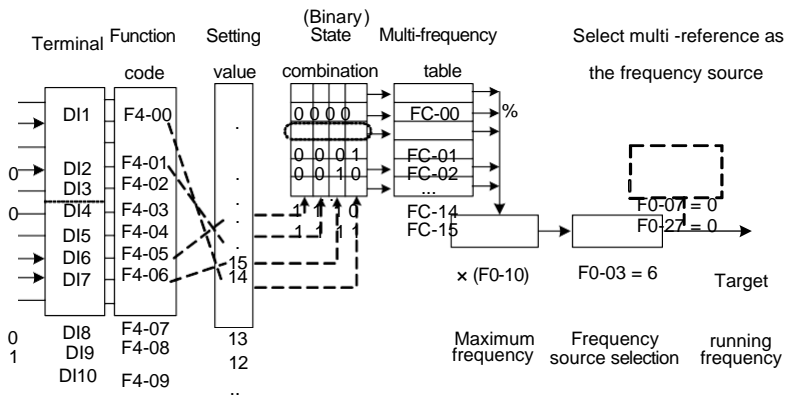 (Binary)
Terminal Function Setting State Multi-frequency Select multi -reference as
code value combination table the frequency source
DI1 F4-00 . 0 0 0 0 FC-00 %
0 DI2 F4-01 . 0 0 0 1 FC-01
DI3 F4-02 0 0 1 0 FC-02
... ...
0 DI4 F4-03 . 1 1 1 0 FC-14 F0-07 = 0
DI5 F4-04 . 1 1 1 1 FC-15 F0-27 = 0
DI6 F4-05 15
DI7 F4-06 14 × (F0-10) F0-03 = 6 Target
0 DI8 F4-07 13 Maximum Frequency running
1 DI9 F4-08 12 frequency source selection frequency
DI10 F4-09 ..